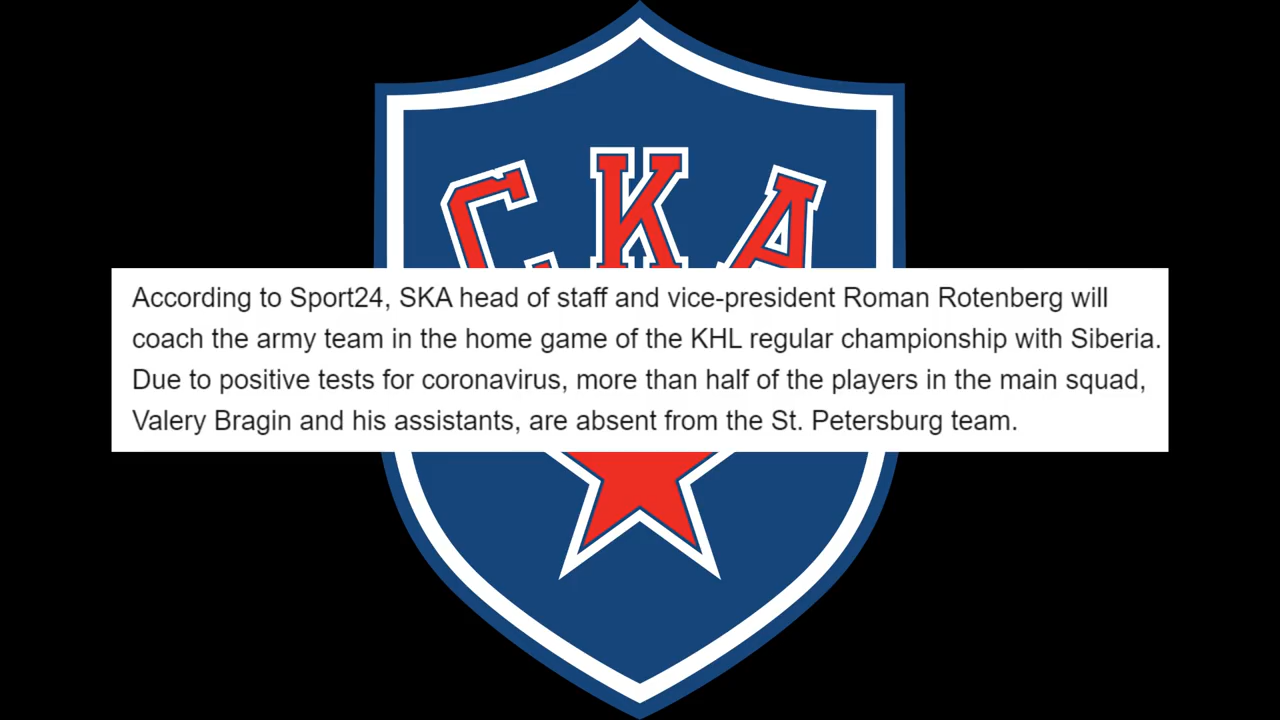 СКА
According to Sport24, SKA head of staff and vice-president Roman Rotenberg will
coach the army team in the home game of the KHL regular championship with Siberia.
Due to positive tests for coronavirus, more than half of the players in the main squad,
Valery Bragin and his assistants, are absent from the St. Petersburg team.